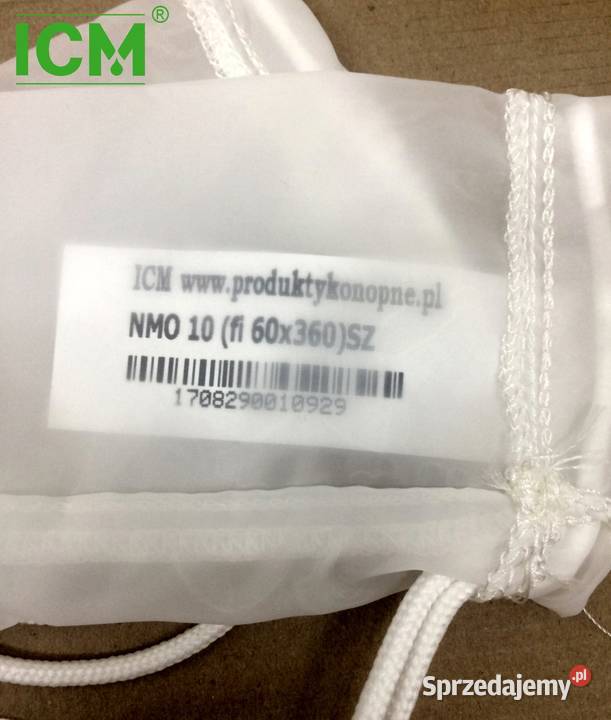 ICM®
ICM www.produktykonopne.pl
NMO 10 (fi 60x360)SZ
1708290010929
Sprzedajemy.pl